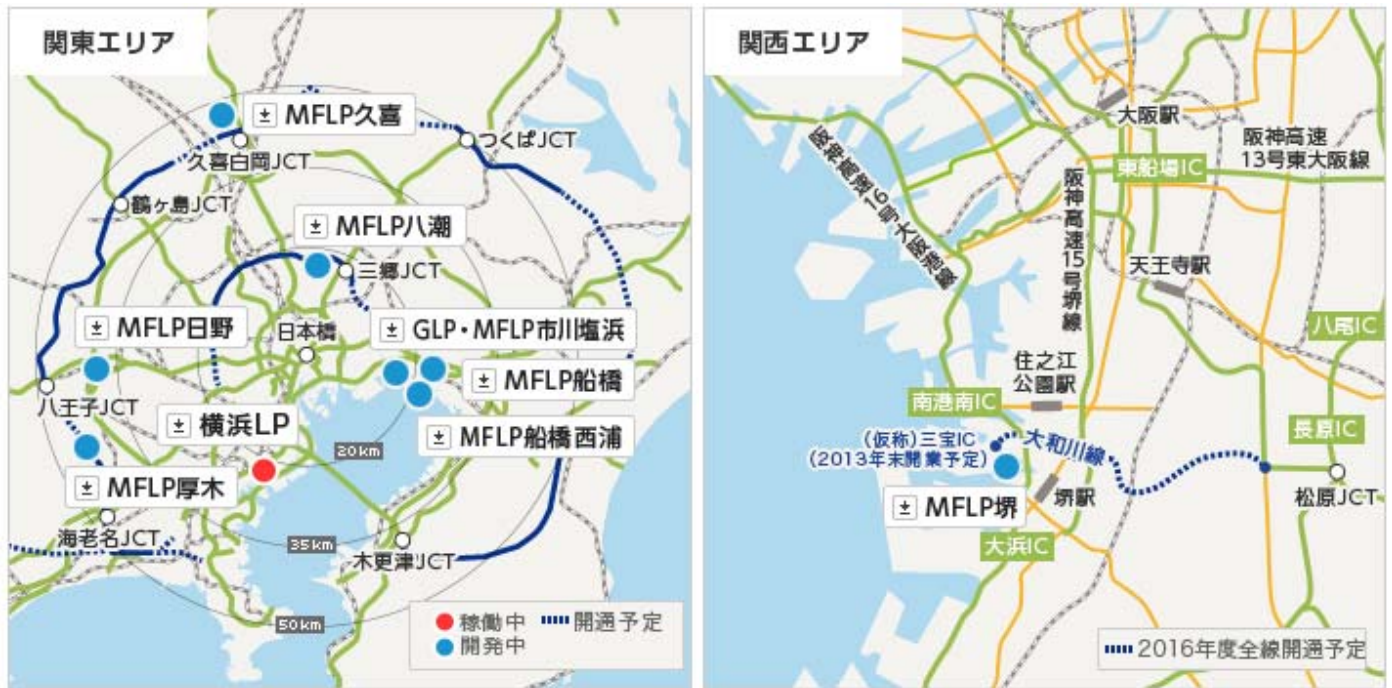 関東エリア
MFLP久喜
つくばJCT
久喜白岡JCT
鶴ヶ島JCT
MFLP八潮
三郷JCT
MFLP日野
日本橋
GLP・MFLP市川塩浜
MFLP船橋
八王子JCT
横浜LP
MFLP船橋西浦
20km
MFLP厚木
海老名JCT
35km
木更津JCT
50km
稼働中
開通予定
開発中
関西エリア
大阪駅
阪神高速
13号東大阪線
東船場IC
阪神高速16号大阪港線
阪神高速15号堺線
天王寺駅
八尾IC
住之江
公園駅
南港南IC
長原IC
(仮称)三宝IC
(2013年末開業予定)
大和川線
MFLP堺
堺駅
松原JCT
大浜IC
2016年度全線開通予定